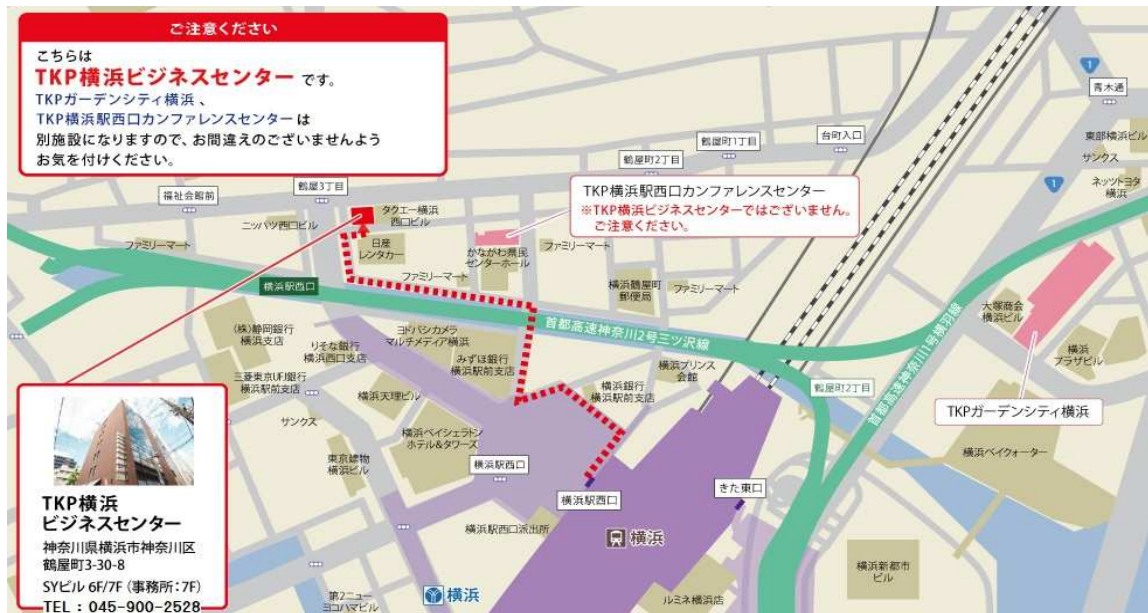 ご注意ください
こちらは
TKP横浜ビジネスセンター です。
TKPガーデンシティ横浜 、
TKP横浜駅西口カンファレンスセンター は
別施設になりますので、お間違えのございませんよう
お気を付けください。
1
青木通
東部横浜ビル
サンクス
ネッツトヨタ
横浜
1
台町入口
鶴屋町1丁目
鶴屋町2丁目
鶴屋3丁目
福祉会館前
TKP横浜駅西口カンファレンスセンター
※TKP横浜ビジネスセンターではございません。
ご注意ください。
タクエー横浜
西口ビル
ニッパツ西口ビル
日産
レンタカー
ファミリーマート
かながわ県民
センターホール
ファミリーマート
ファミリーマート
横浜鶴屋町
郵便局
ファミリーマート
横浜駅西口
首都高速神奈川2号三ツ沢線
首都高速神奈川1号横羽線
大塚商会
横浜ビル
横浜
プラザビル
TKPガーデンシティ横浜
(株)静岡銀行
横浜支店
りそな銀行
横浜西口支店
ヨドバシカメラ
マルチメディア横浜
みずほ銀行
横浜駅前支店
横浜プリンス
会館
鶴屋町2丁目
三菱東京UFJ銀行
横浜駅前支店
横浜天理ビル
横浜銀行
横浜駅前支店
サンクス
横浜ベイシェラトン
ホテル&タワーズ
横浜ベイクォーター
東京建物
横浜ビル
横浜駅西口
横浜駅西口
きた東口
横浜駅西口派出所
横浜
横浜新都市
ビル
第2ニュー
ヨコハマビル
横浜
ルミネ横浜店
TKP横浜
ビジネスセンター
神奈川県横浜市神奈川区
鶴屋町3-30-8
SYビル 6F/7F (事務所:7F)
TEL : 045-900-2528